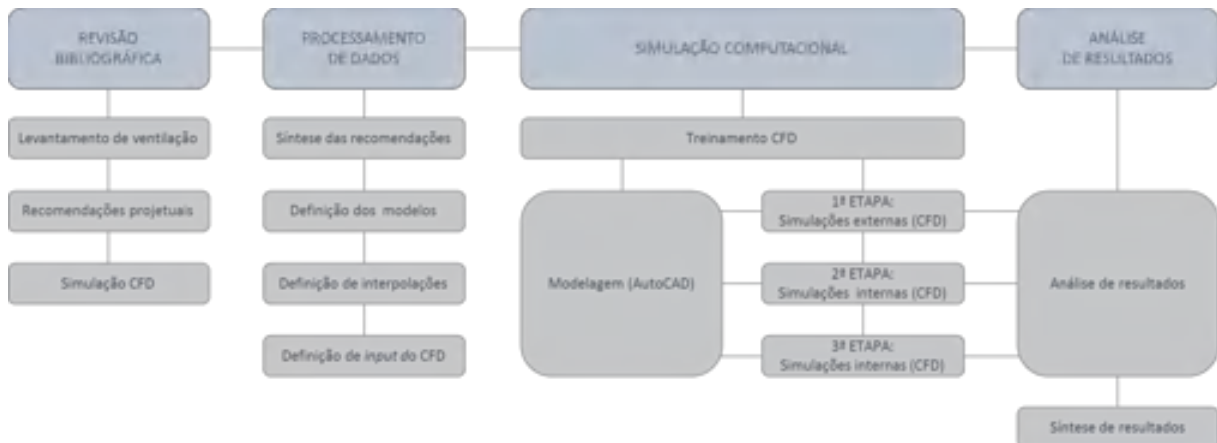 REVISÃO
BIBLIOGRÁFICA
PROCESSAMENTO
DE DADOS
SIMULAÇÃO COMPUTACIONAL
ANÁLISE
DE RESULTADOS
Levantamento de ventilação
Recomendações projetuais
Simulação CFD
Síntese das recomendações
Definição dos modelos
Definição de interpolações
Definição de input do CFD
Treinamento CFD
Modelagem (AutoCAD)
1ª ETAPA:
Simulações externas (CFD)
2ª ETAPA:
Simulações internas (CFD)
3ª ETAPA:
Simulações internas (CFD)
Análise de resultados
Síntese de resultados